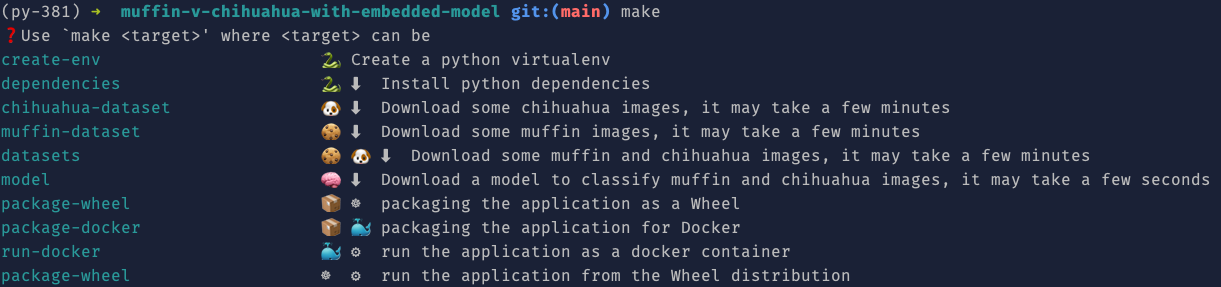 (py-381) → muffin-v-chihuahua-with-embedded-model git:(main) make
❓Use `make <target>' where <target> can be
create-env 🐍 Create a python virtualenv
dependencies 🐍 ⬇ Install python dependencies
chihuahua-dataset 🐶 ⬇ Download some chihuahua images, it may take a few minutes
muffin-dataset 🍪 ⬇ Download some muffin images, it may take a few minutes
datasets 🍪 🐶 ⬇ Download some muffin and chihuahua images, it may take a few minutes
model 🧠 ⬇ Download a model to classify muffin and chihuahua images, it may take a few seconds
package-wheel 📦 ☸ packaging the application as a Wheel
package-docker 📦 🐳 packaging the application for Docker
run-docker 🐳 ⚙ run the application as a docker container
package-wheel ☸ ⚙ run the application from the Wheel distribution